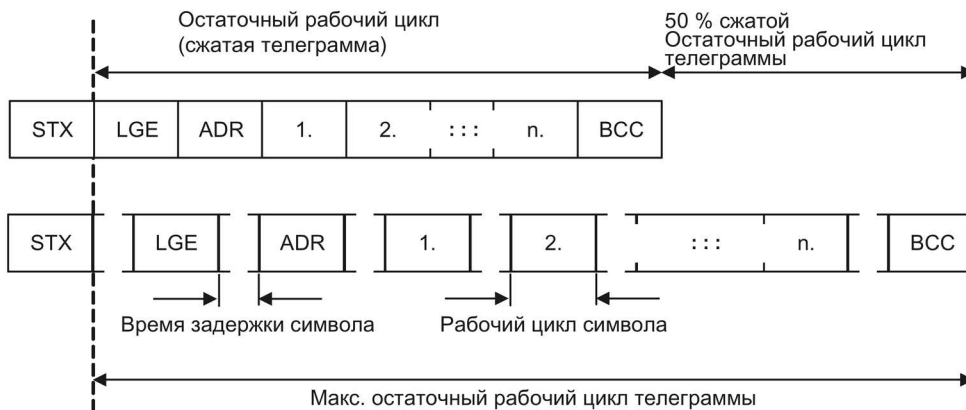 Остаточный рабочий цикл
(сжатая телеграмма)
50 % сжатой
Остаточный рабочий цикл
телеграммы
STX LGE ADR 1. 2. : : : n. BCC
STX LGE ADR 1. 2. : : : n. BCC
Время задержки символа
Рабочий цикл символа
Макс. остаточный рабочий цикл телеграммы